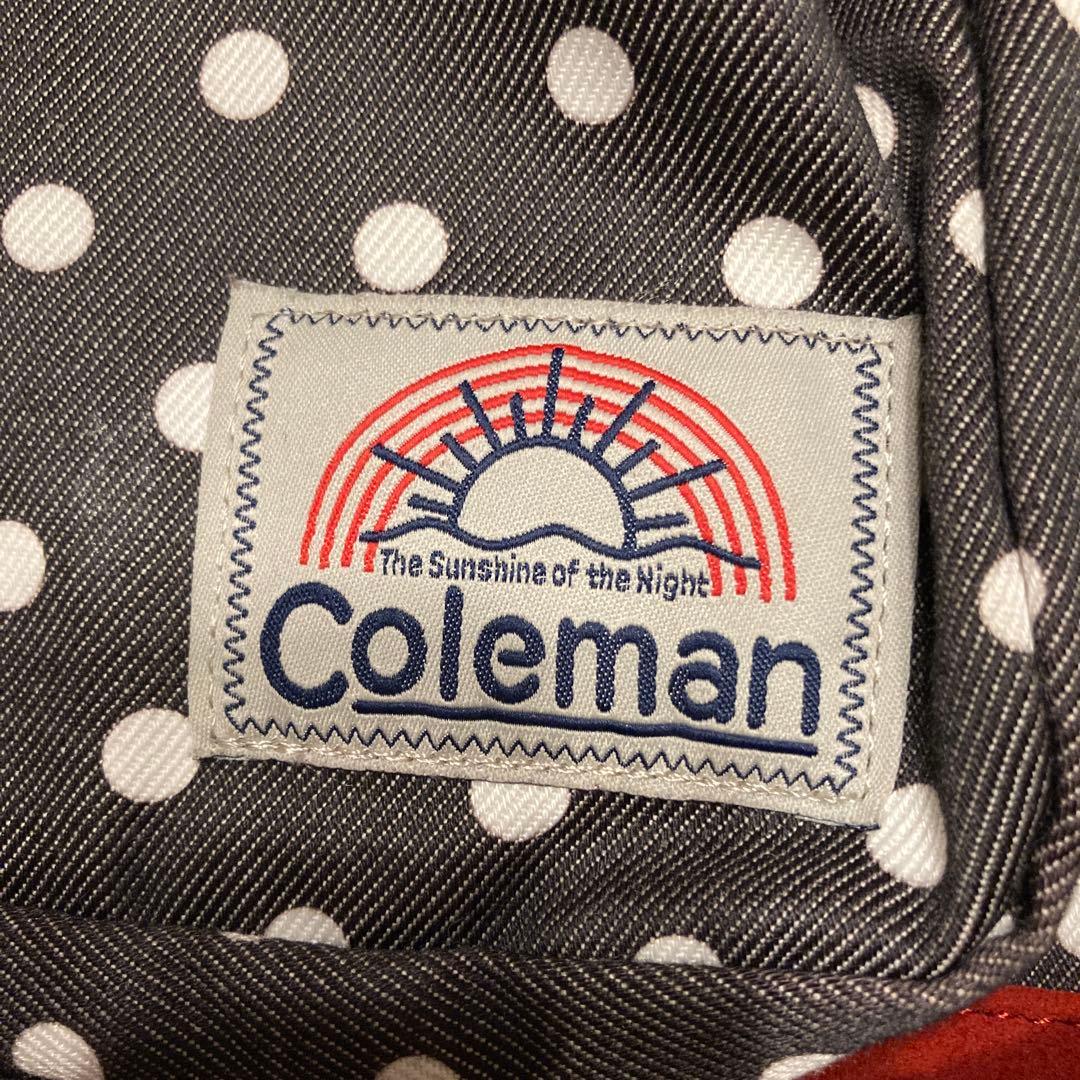 The Sunshine of the Night
Coleman